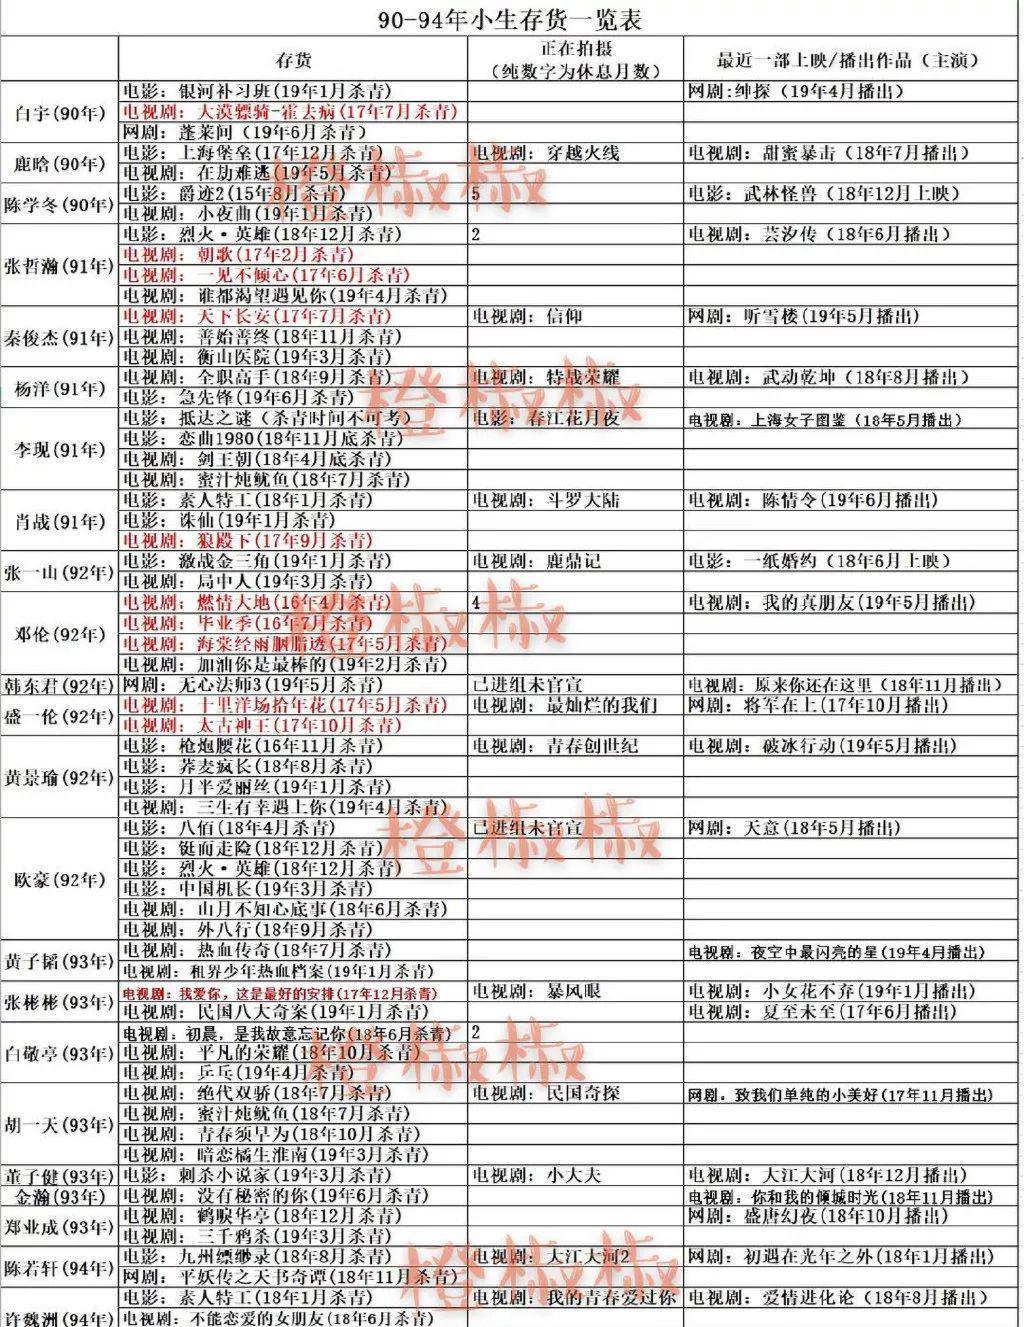 90-94年小生存货一览表
存货 正在拍摄 (纯数字为休息月数) 最近一部上映/播出作品（主演）
白宇(90年) 电影：银河补习班(19年1月杀青) 网剧:绅探（19年4月播出）
电视剧：大漠骠骑-霍去病(17年7月杀青)
网剧：蓬莱间（19年6月杀青）
鹿晗(90年) 电影：上海堡垒(17年12月杀青) 电视剧：穿越火线 电视剧：甜蜜暴击（18年7月播出）
电视剧：在劫难逃(19年5月杀青)
陈学冬(90年) 电影：爵迹2(15年8月杀青) 5 电影：武林怪兽（18年12月上映）
电视剧：小夜曲(19年1月杀青)
张哲瀚(91年) 电影：烈火·英雄(18年12月杀青) 2 电视剧：芸汐传（18年6月播出）
电视剧：朝歌(17年2月杀青)
电视剧：一见不倾心(17年6月杀青)
电视剧：谁都渴望遇见你(19年4月杀青)
秦俊杰(91年) 电视剧：天下长安(17年7月杀青) 电视剧：信仰 网剧：听雪楼(19年5月播出)
电视剧：善始善终(18年11月杀青)
电视剧：衡山医院(19年3月杀青)
杨洋(91年) 电视剧：全职高手(18年9月杀青) 电视剧：特战荣耀 电视剧：武动乾坤（18年8月播出）
电影：急先锋(19年6月杀青)
李现(91年) 电影：抵达之谜（杀青时间不可考） 电影：春江花月夜 电视剧：上海女子图鉴（18年5月播出）
电影：恋曲1980(18年11月底杀青)
电视剧：剑王朝(18年4月底杀青)
电视剧：蜜汁炖鱿鱼(18年7月杀青)
肖战(91年) 电影：素人特工(18年1月杀青) 电视剧：斗罗大陆 电视剧：陈情令(19年6月播出)
电影：诛仙(19年1月杀青)
电视剧：狼殿下(17年9月杀青)
张一山(92年) 电影：激战金三角(19年1月杀青) 电视剧：鹿鼎记 电影：一纸婚约（18年6月上映）
电视剧：局中人(19年3月杀青)
邓伦(92年) 电视剧：燃情大地(16年4月杀青) 4 电视剧：我的真朋友(19年5月播出)
电视剧：毕业季(16年7月杀青)
电视剧：海棠经雨胭脂透(17年5月杀青)
电视剧：加油你是最棒的(19年2月杀青)
韩东君(92年) 网剧：无心法师3(19年5月杀青) 已进组未官宣 电视剧：原来你还在这里（18年11月播出）
盛一伦(92年) 电视剧：十里洋场拾年花(17年5月杀青) 电视剧：最灿烂的我们 网剧：将军在上(17年10月播出)
电视剧：太古神王(17年10月杀青)
黄景瑜(92年) 电影：枪炮腰花(16年11月杀青) 电视剧：青春创世纪 电视剧：破冰行动(19年5月播出)
电影：荞麦疯长(18年8月杀青)
电影：月半爱丽丝(19年1月杀青)
电视剧：三生有幸遇上你(19年4月杀青)
欧豪(92年) 电影：八佰(18年4月杀青) 已进组未官宣 网剧：天意(18年5月播出)
电影：铤而走险(18年12月杀青)
电影：烈火·英雄(18年12月杀青)
电影：中国机长(19年3月杀青)
电视剧：山月不知心底事(18年6月杀青)
电视剧：外八行(18年9月杀青)
黄子韬(93年) 电视剧：热血传奇(18年7月杀青) 电视剧：夜空中最闪亮的星(19年4月播出)
电视剧：租界少年热血档案(19年1月杀青)
张彬彬(93年) 电视剧：我爱你，这是最好的安排(17年12月杀青) 电视剧：暴风眼 电视剧：小女花不弃(19年1月播出)
电视剧：民国八大奇案(19年1月杀青) 电视剧：夏至未至(17年6月播出)
白敬亭(93年) 电视剧：初晨，是我故意忘记你(18年6月杀青) 2
电视剧：平凡的荣耀(18年10月杀青)
电视剧：乒乓(19年4月杀青)
胡一天(93年) 电视剧：绝代双骄(18年7月杀青) 电视剧：民国奇探 网剧：致我们单纯的小美好(17年11月播出)
电视剧：蜜汁炖鱿鱼(18年7月杀青)
电视剧：青春须早为(18年10月杀青)
电视剧：暗恋橘生淮南(19年3月杀青)
董子健(93年) 电影：刺杀小说家(19年3月杀青) 电视剧：小大夫 电视剧：大江大河(18年12月播出)
金瀚(93年) 电视剧：没有秘密的你(19年6月杀青) 电视剧：你和我的倾城时光(18年11月播出)
郑业成(93年) 电视剧：鹤唳华亭(18年12月杀青) 网剧：盛唐幻夜(18年10月播出)
电视剧：三千鸦杀(19年3月杀青)
陈若轩(94年) 电影：九州缥缈录(18年8月杀青) 电视剧：大江大河2 网剧：初遇在光年之外(18年1月播出)
网剧：平妖传之天书奇谭(18年11月杀青)
许魏洲(94年) 电影：素人特工(18年1月杀青) 电视剧：我的青春爱过你 电视剧：爱情进化论（18年8月播出）
电视剧：不能恋爱的女朋友(18年6月杀青)
橙椒椒
橙椒椒
橙椒椒
橙椒椒
橙椒椒
橙椒椒